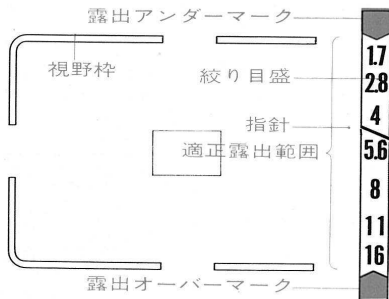 露出アンダーマーク
1.7
視野枠
絞り目盛
2.8
4
指針
適正露出範囲
5.6
8
11
16
露出オーバーマーク